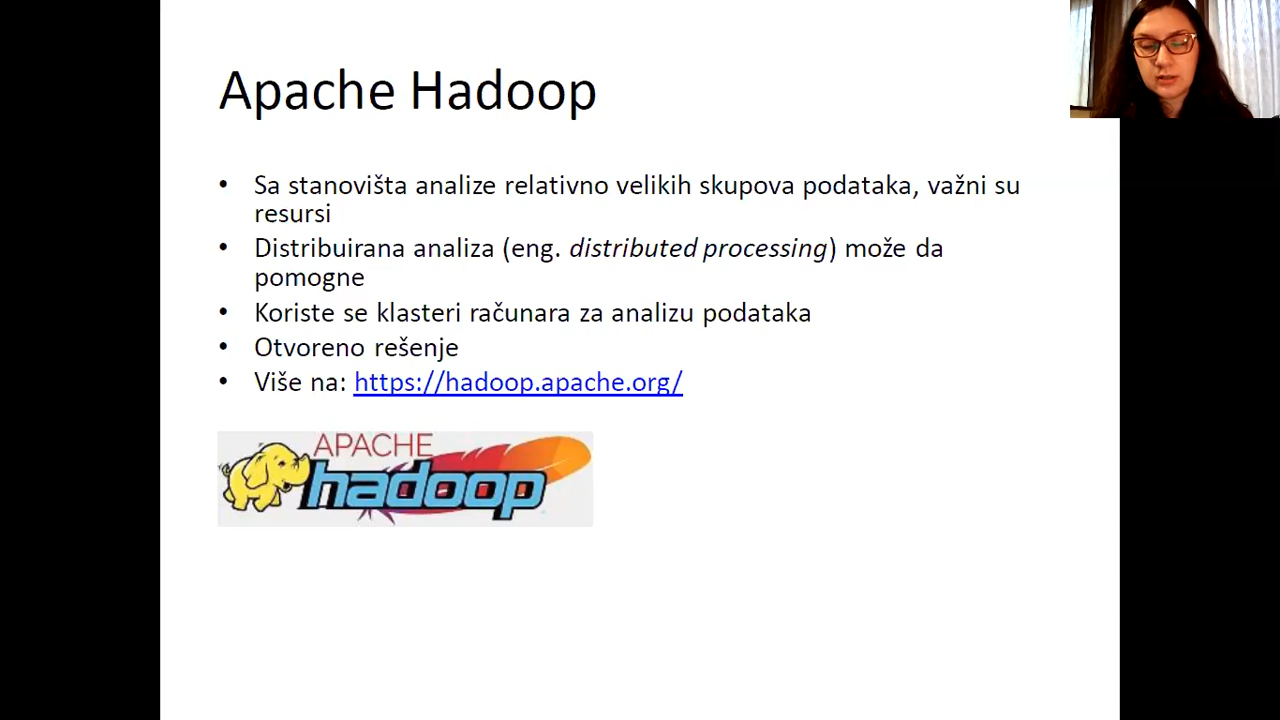 Apache Hadoop
• Sa stanovišta analize relativno velikih skupova podataka, važni su
resursi
• Distribuirana analiza (eng. distributed processing) može da
pomogne
• Koriste se klasteri računara za analizu podataka
• Otvoreno rešenje
• Više na: https://hadoop.apache.org/
APACHE
hadoop